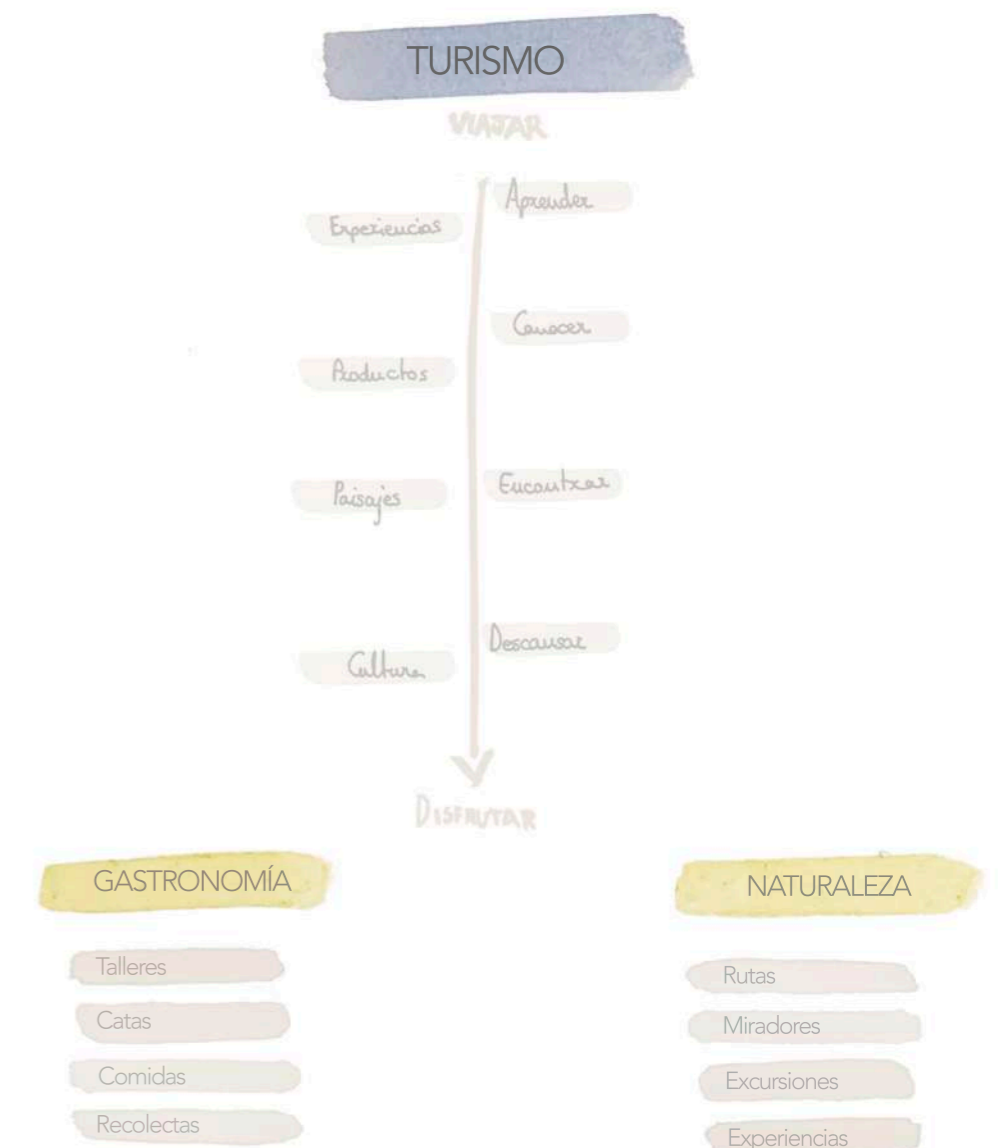 TURISMO
VIAJAR
Aprender
Experiencias
Conocer
Productos
Encontrar
Paisajes
Descansar
Cultura
DISFRUTAR
GASTRONOMÍA
Talleres
Catas
Comidas
Recolectas
NATURALEZA
Rutas
Miradores
Excursiones
Experiencias